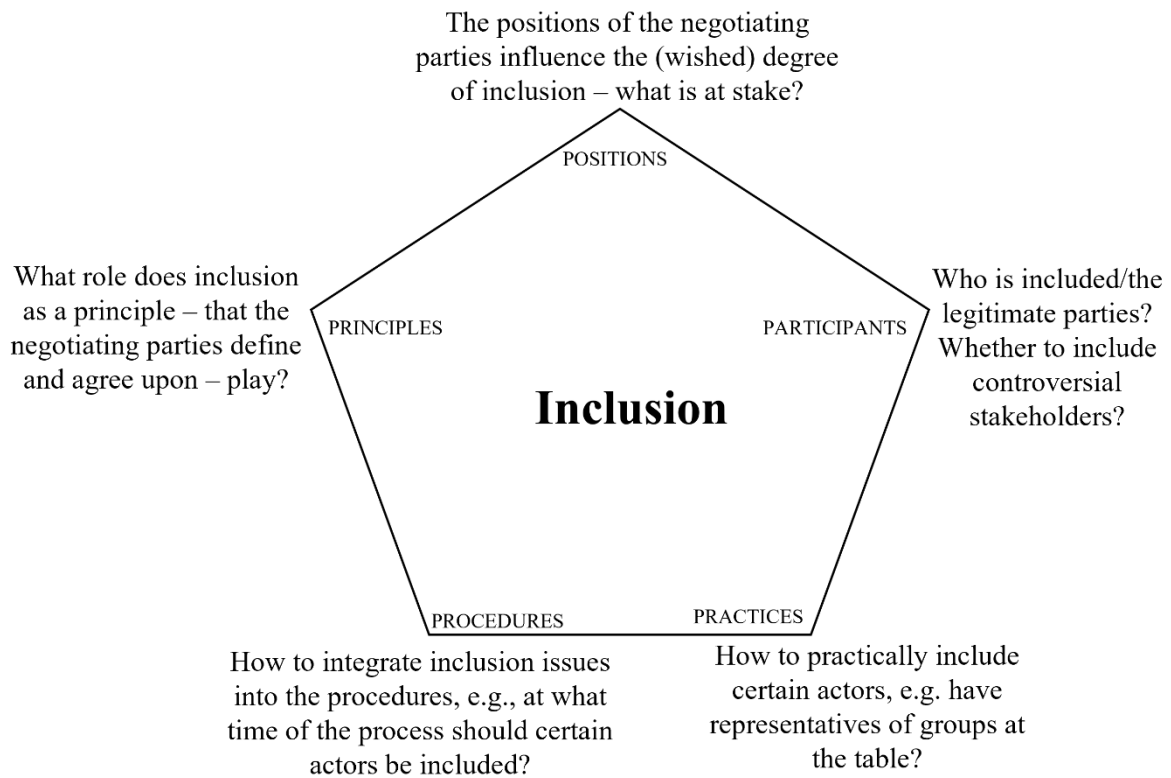 The positions of the negotiating
parties influence the (wished) degree
of inclusion – what is at stake?
POSITIONS
What role does inclusion
as a principle – that the
negotiating parties define
and agree upon – play?
PRINCIPLES
PARTICIPANTS
Who is included/the
legitimate parties?
Whether to include
controversial
stakeholders?
Inclusion
PROCEDURES
PRACTICES
How to integrate inclusion issues
into the procedures, e.g., at what
time of the process should certain
actors be included?
How to practically include
certain actors, e.g. have
representatives of groups at
the table?